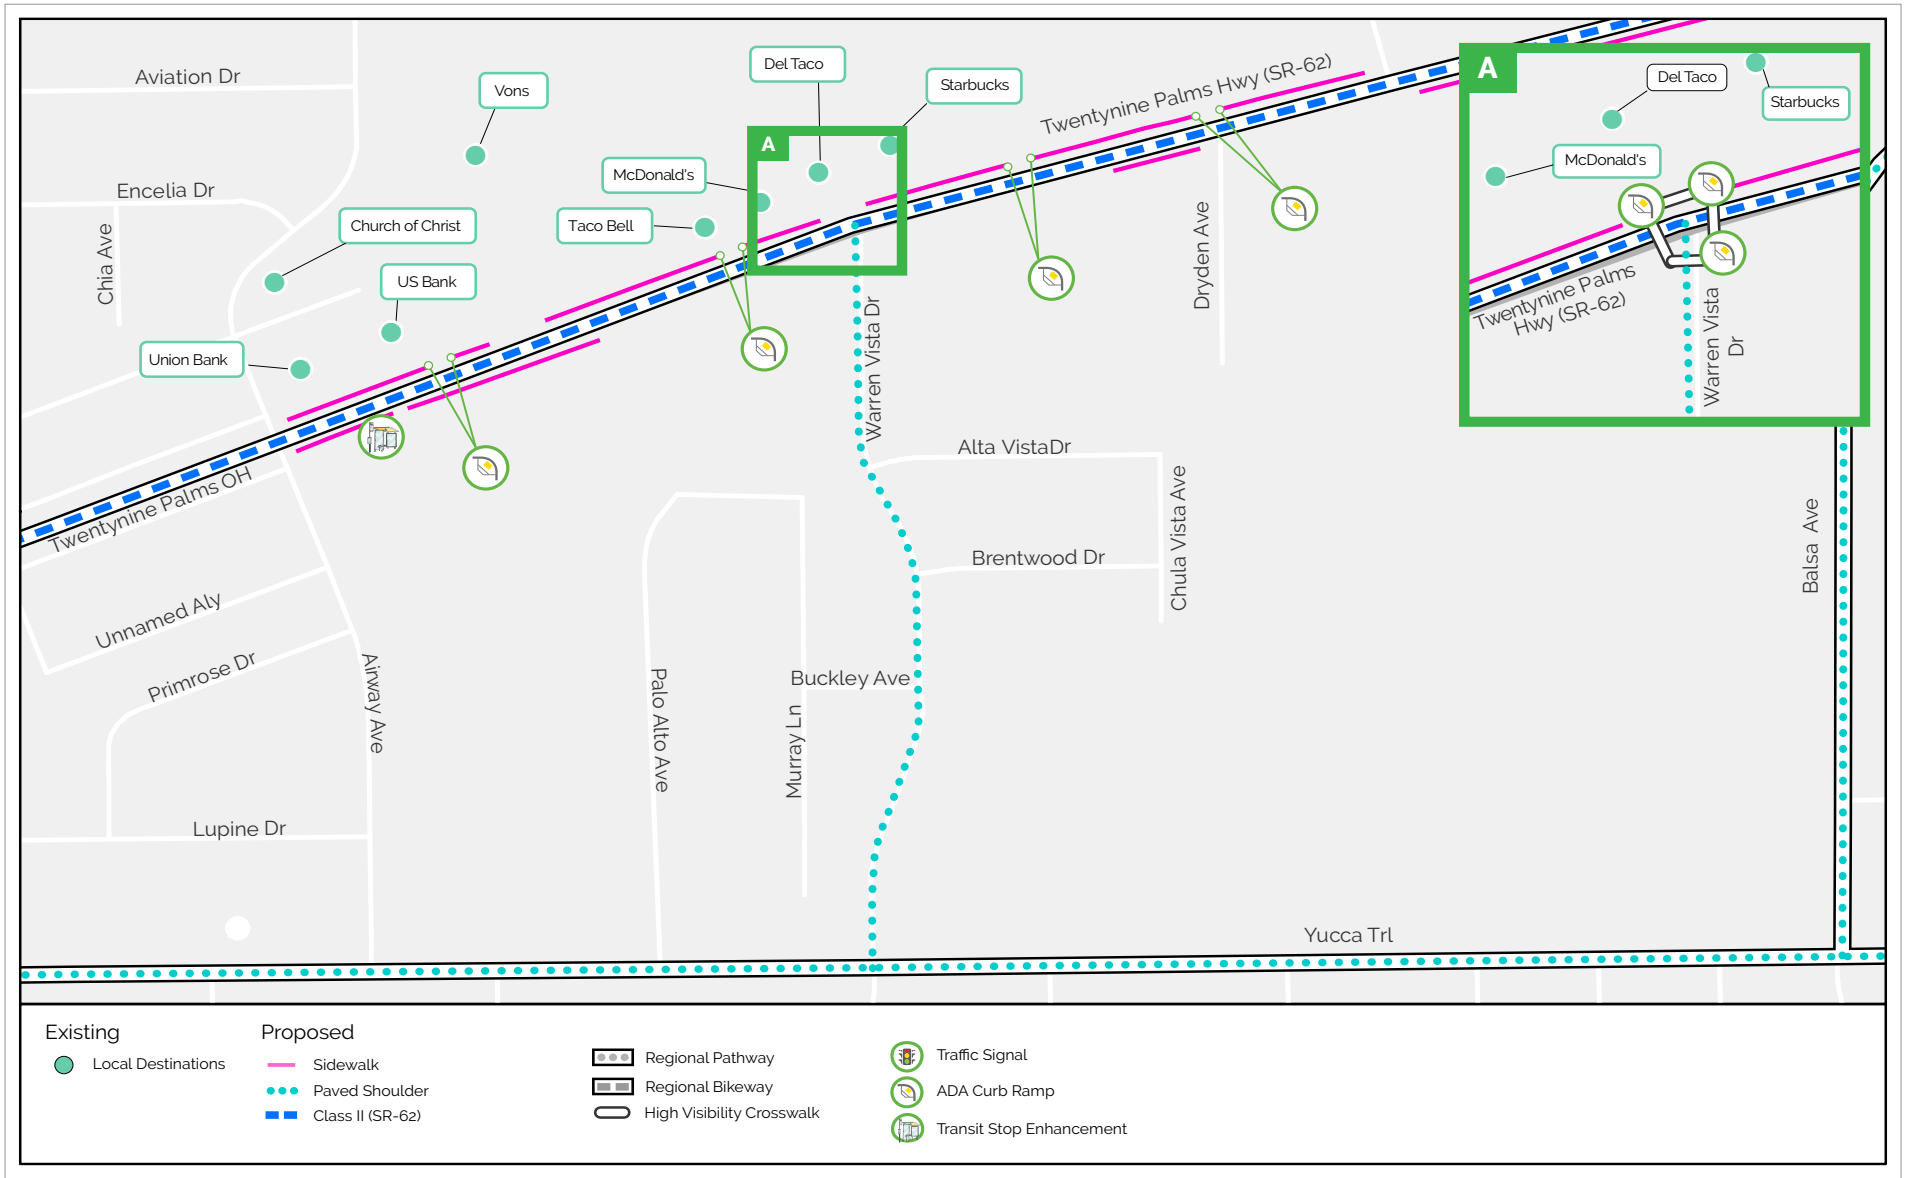 Aviation Dr
Vons
Del Taco
Starbucks
Twentynine Palms Hwy (SR-62)
A
McDonald's
Encelia Dr
Chia Ave
Church of Christ
Taco Bell
US Bank
Union Bank
Dryden Ave
Warren Vista Dr
A
Del Taco
Starbucks
McDonald's
Twentynine Palms
Hwy (SR-62)
Warren Vista
Dr
Twentynine Palms OH
Alta VistaDr
Chula Vista Ave
Brentwood Dr
Balsa Ave
Unnamed Aly
Primrose Dr
Airway Ave
Palo Alto Ave
Buckley Ave
Murray Ln
Lupine Dr
Yucca Trl
Existing
Local Destinations
Proposed
Sidewalk
Paved Shoulder
Class II (SR-62)
Regional Pathway
Regional Bikeway
High Visibility Crosswalk
Traffic Signal
ADA Curb Ramp
Transit Stop Enhancement